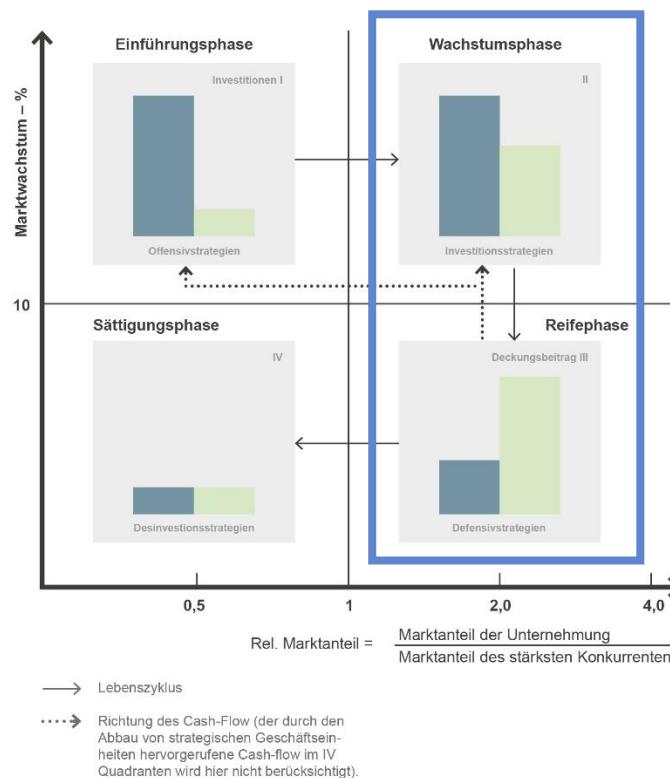 Einführungsphase
Wachstumsphase
Investitionen I
II
Marktwachstum – %
Offensivstrategien
Investitionsstrategien
10
Sättigungsphase
Reifephase
IV
Deckungsbeitrag III
Desinvestionsstrategien
Defensivstrategien
0,5
1
2,0
4,0
Rel. Marktanteil =
Marktanteil der Unternehmung
Marktanteil des stärksten Konkurrenten
Lebenszyklus
Richtung des Cash-Flow (der durch den
Abbau von strategischen Geschäftsein-
heiten hervorgerufene Cash-flow im IV
Quadranten wird hier nicht berücksichtigt).